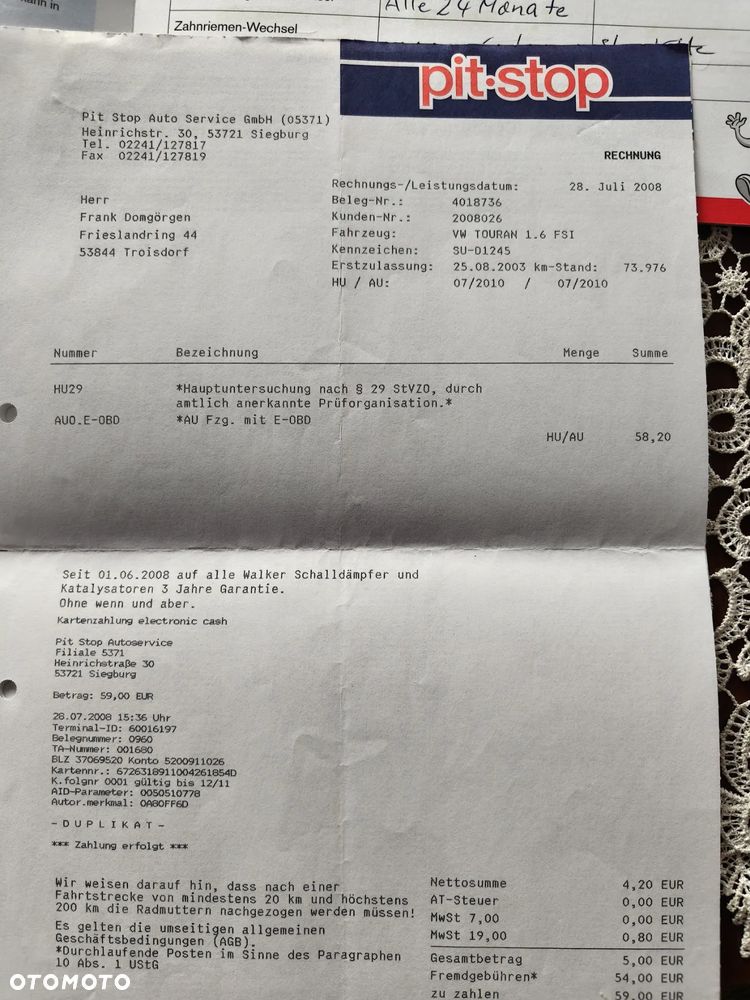 kann in
Alle 24 Monate
Zahnriemen-Wechsel
pit-stop
Pit Stop Auto Service GmbH (05371)
Heinrichstr. 30, 53721 Siegburg
Tel. 02241/127817
Fax 02241/127819
RECHNUNG
Rechnungs-/Leistungsdatum: 28. Juli 2008
Beleg-Nr.: 4018736
Kunden-Nr.: 2008026
Fahrzeug: VW TOURAN 1.6 FSI
Kennzeichen: SU-D1245
Erstzulassung: 25.08.2003 km-Stand: 73.976
HU / AU: 07/2010 / 07/2010
Herr
Frank Domgörgen
Frieslandring 44
53844 Troisdorf
Nummer Bezeichnung Menge Summe
HU29 *Hauptuntersuchung nach § 29 StVZO, durch
amtlich anerkannte Prüforganisation.*
AUO.E-OBD *AU Fzg. mit E-OBD
HU/AU 58,20
Seit 01.06.2008 auf alle Walker Schalldämpfer und
Katalysatoren 3 Jahre Garantie.
Ohne wenn und aber.
Kartenzahlung electronic cash
Pit Stop Autoservice
Filiale 5371
Heinrichstraße 30
53721 Siegburg
Betrag: 59,00 EUR
28.07.2008 15:36 Uhr
Terminal-ID: 60016197
Belegnummer: 0960
TA-Nummer: 001680
BLZ 37069520 Konto 5200911026
Kartennr.: 6726318911004261854D
K.folgnr 0001 gültig bis 12/11
AID-Parameter: 0050510778
Autor.merkmal: 0A80FF6D
- D U P L I K A T -
*** Zahlung erfolgt ***
Wir weisen darauf hin, dass nach einer
Fahrtstrecke von mindestens 20 km und höchstens
200 km die Radmuttern nachgezogen werden müssen!
Es gelten die umseitigen allgemeinen
Geschäftsbedingungen (AGB).
*Durchlaufende Posten im Sinne des Paragraphen
10 Abs. 1 UStG
Nettosumme 4,20 EUR
AT-Steuer 0,00 EUR
MwSt 7,00 0,00 EUR
MwSt 19,00 0,80 EUR
Gesamtbetrag 5,00 EUR
Fremdgebühren* 54,00 EUR
zu zahlen 59,00 EUR
OTOMOTO